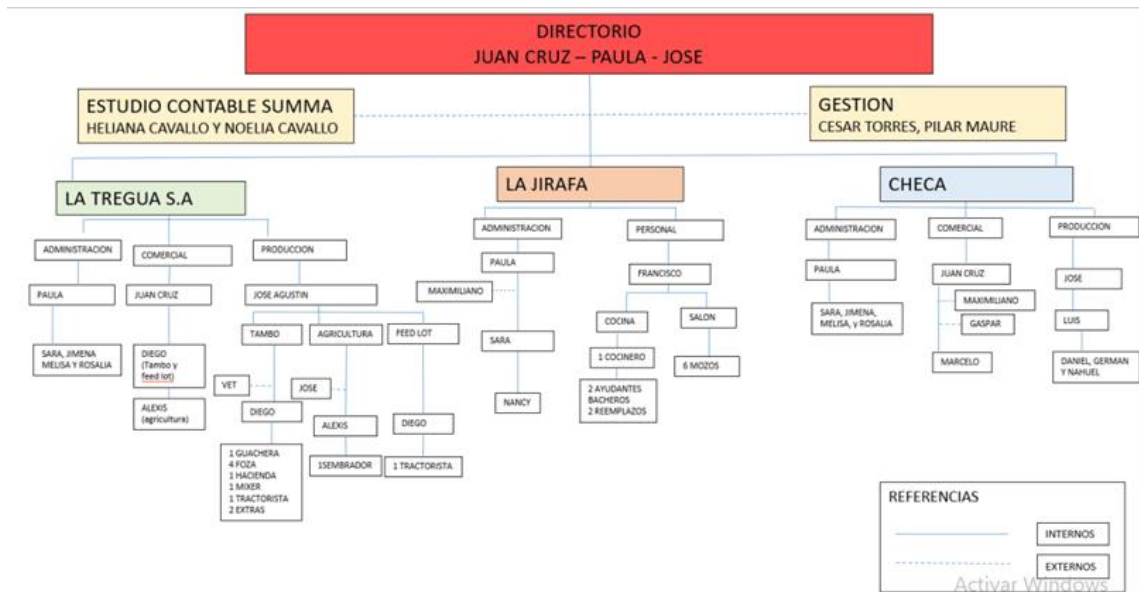 DIRECTORIO
JUAN CRUZ – PAULA - JOSE
ESTUDIO CONTABLE SUMMA
HELIANA CAVALLO Y NOELIA CAVALLO
GESTION
CESAR TORRES, PILAR MAURE
LA TREGUA S.A
ADMINISTRACION
PAULA
SARA, JIMENA
MELISA Y ROSALIA
COMERCIAL
JUAN CRUZ
DIEGO
(Tambo y
feed lot)
ALEXIS
(agricultura)
PRODUCCION
JOSE AGUSTIN
TAMBO
VET
DIEGO
1 GUACHERA
4 FOZA
1 HACIENDA
1 MIXER
1 TRACTORISTA
2 EXTRAS
AGRICULTURA
JOSE
ALEXIS
1SEMBRADOR
FEED LOT
DIEGO
1 TRACTORISTA
LA JIRAFA
ADMINISTRACION
PAULA
MAXIMILIANO
SARA
NANCY
PERSONAL
FRANCISCO
COCINA
1 COCINERO
2 AYUDANTES
BACHEROS
2 REEMPLAZOS
SALON
6 MOZOS
CHECA
ADMINISTRACION
PAULA
SARA, JIMENA,
MELISA, y ROSALIA
COMERCIAL
JUAN CRUZ
MAXIMILIANO
GASPAR
MARCELO
PRODUCCION
JOSE
LUIS
DANIEL, GERMAN
Y NAHUEL
REFERENCIAS
INTERNOS
EXTERNOS
Activar Windows